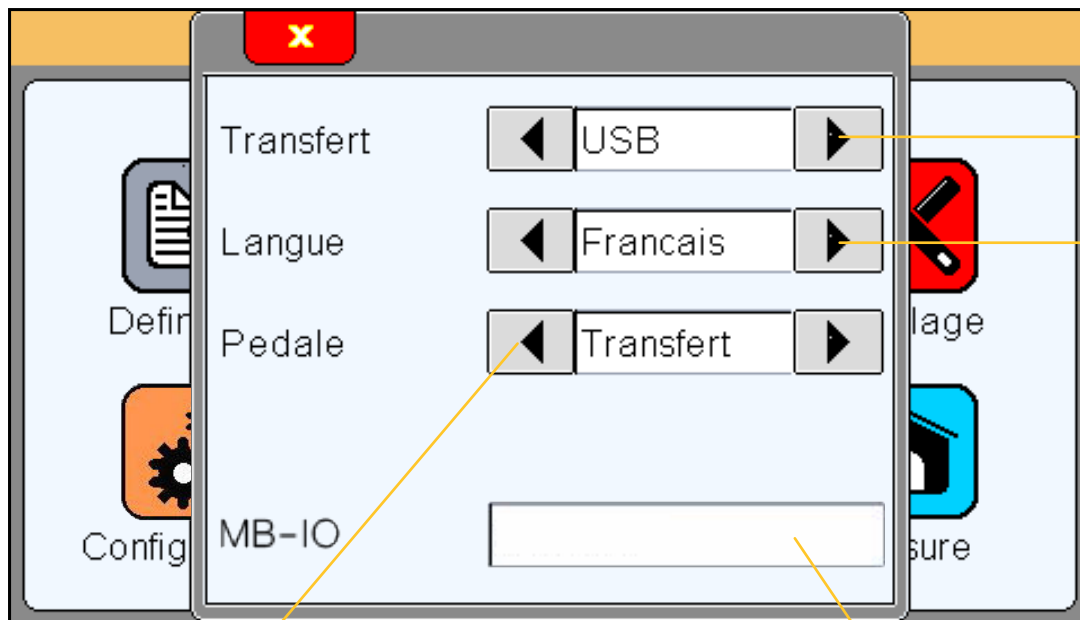 x
Transfert
USB
Langue
Francais
Defin
lage
Pedale
Transfert
MB-IO
Config
sure